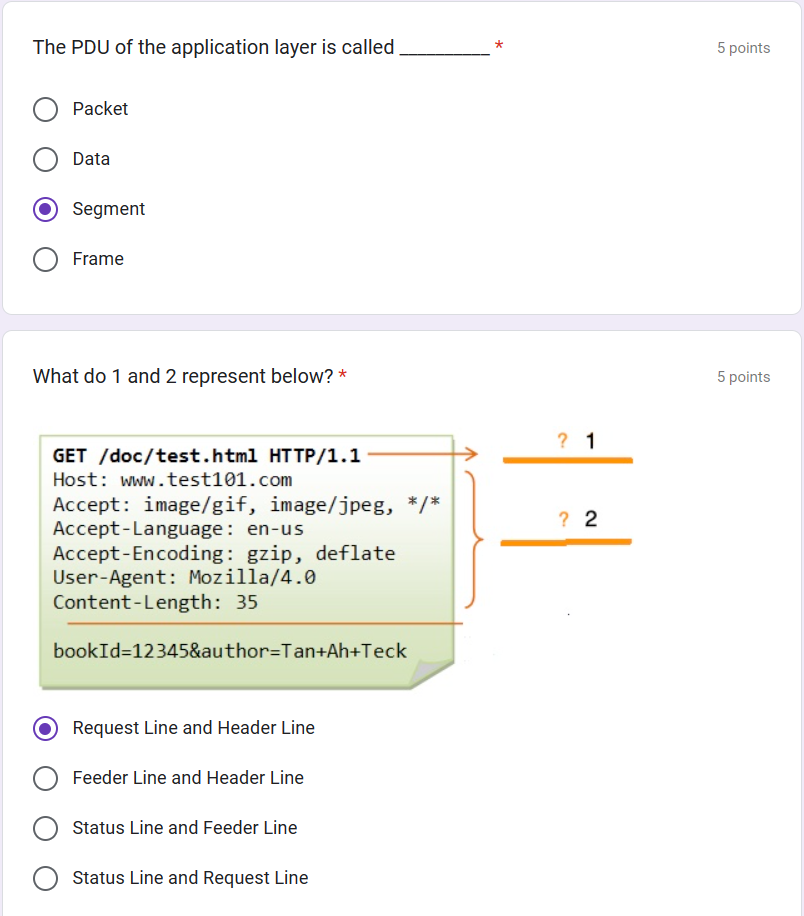 The PDU of the application layer is called __________ *
5 points
Packet
Data
Segment
Frame
What do 1 and 2 represent below? *
5 points
GET /doc/test.html HTTP/1.1
? 1
Host: www.test101.com
Accept: image/gif, image/jpeg, */*
Accept-Language: en-us
? 2
Accept-Encoding: gzip, deflate
User-Agent: Mozilla/4.0
Content-Length: 35
bookId=12345&author=Tan+Ah+Teck
Request Line and Header Line
Feeder Line and Header Line
Status Line and Feeder Line
Status Line and Request Line